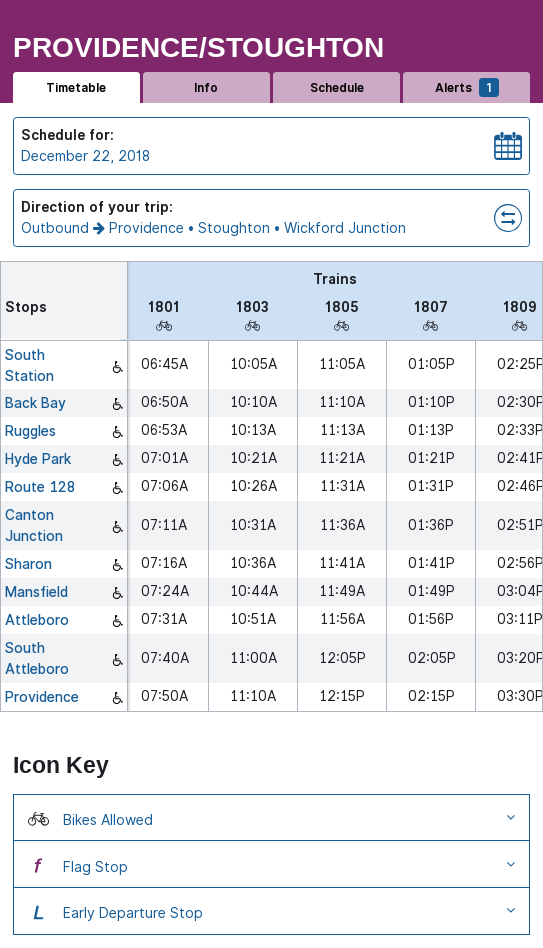 PROVIDENCE/STOUGHTON
Timetable Info Schedule Alerts 1
Schedule for:
December 22, 2018
Direction of your trip:
Outbound → Providence • Stoughton • Wickford Junction
Trains
Stops 1801 1803 1805 1807 1809
South
Station 06:45A 10:05A 11:05A 01:05P 02:25P
Back Bay 06:50A 10:10A 11:10A 01:10P 02:30P
Ruggles 06:53A 10:13A 11:13A 01:13P 02:33P
Hyde Park 07:01A 10:21A 11:21A 01:21P 02:41P
Route 128 07:06A 10:26A 11:31A 01:31P 02:46P
Canton
Junction 07:11A 10:31A 11:36A 01:36P 02:51P
Sharon 07:16A 10:36A 11:41A 01:41P 02:56P
Mansfield 07:24A 10:44A 11:49A 01:49P 03:04P
Attleboro 07:31A 10:51A 11:56A 01:56P 03:11P
South
Attleboro 07:40A 11:00A 12:05P 02:05P 03:20P
Providence 07:50A 11:10A 12:15P 02:15P 03:30P
Icon Key
Bikes Allowed
f Flag Stop
L Early Departure Stop